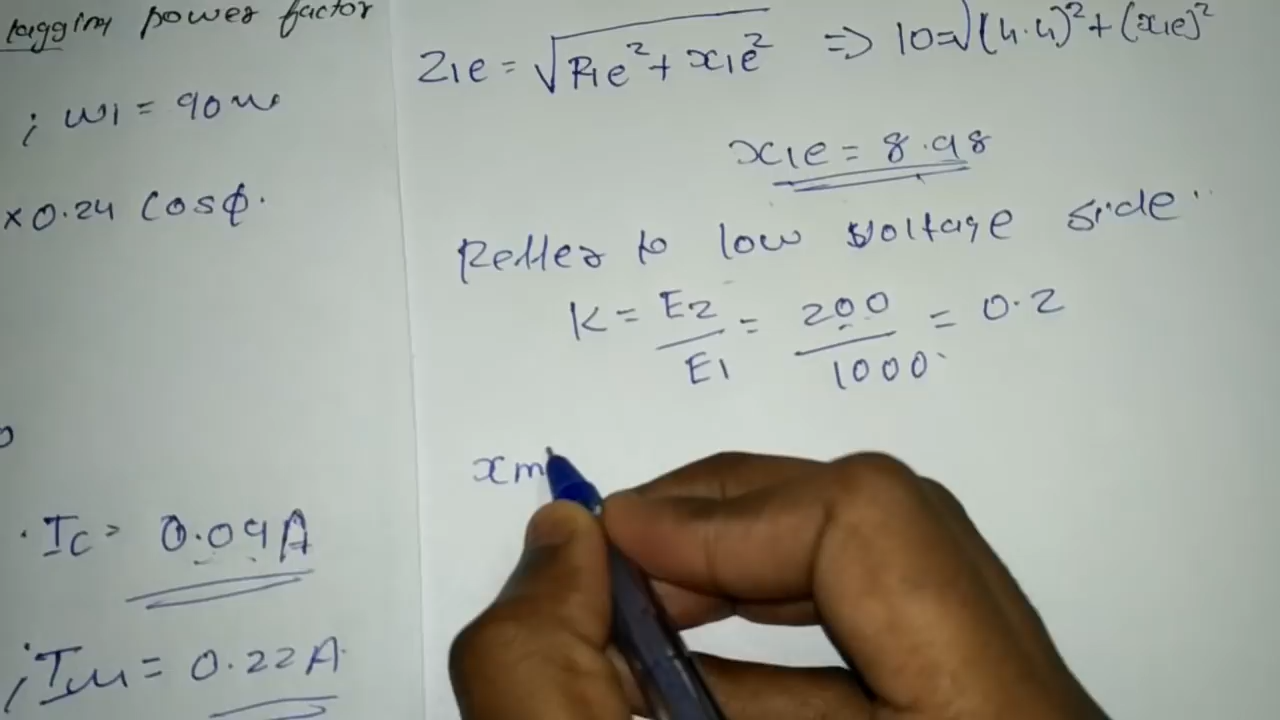 lagging power factor
; W1 = 90w
×0.24 Cosφ.
Ic = 0.09A
; Iμ = 0.22A
Z1e = √R1e² + x1e² ⇒ 10=√(4.4)² + (x1e)²
x1e = 8.98
Reffer to low voltage side
K = E2/E1 = 200/1000 = 0.2
xm